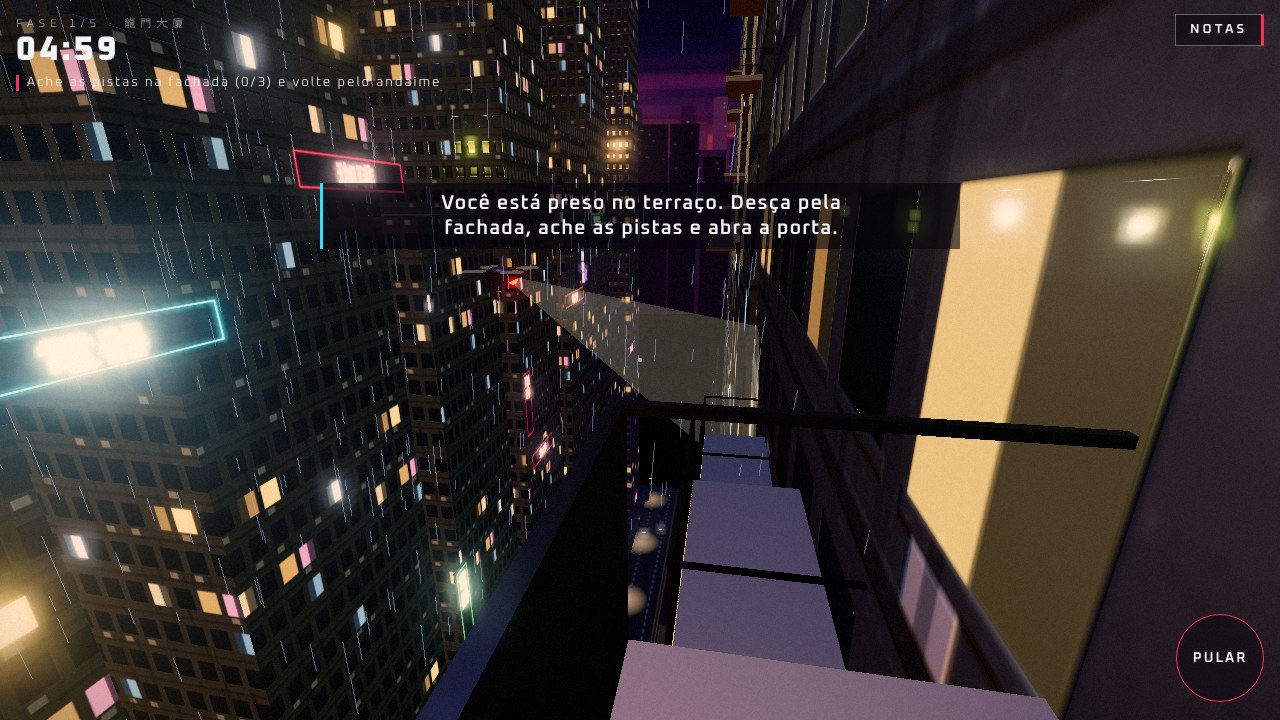 FASE 1/5 · 龍門大廈
04:59
Ache as pistas na fachada (0/3) e volte pelo andaime
NOTAS
Você está preso no terraço. Desça pela
fachada, ache as pistas e abra a porta.
PULAR